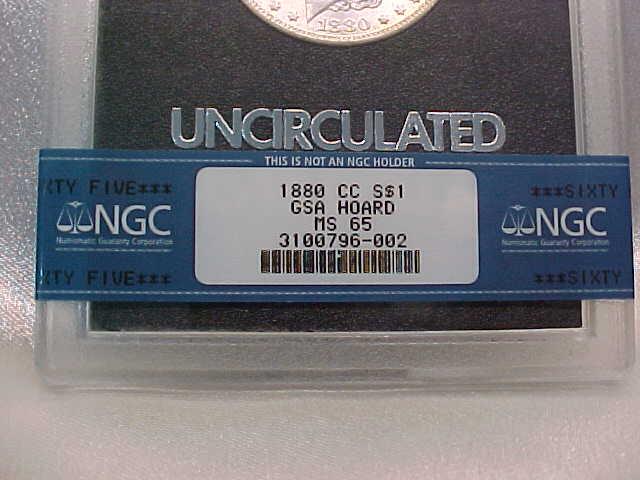 1880
UNCIRCULATED
THIS IS NOT AN NGC HOLDER
XTY FIVE***
NGC
Numismatic Guaranty Corporation
XTY FIVE***
1880 CC S$1
GSA HOARD
MS 65
3100796-002
***SIXTY
NGC
Numismatic Guaranty Corporation
***SIXTY